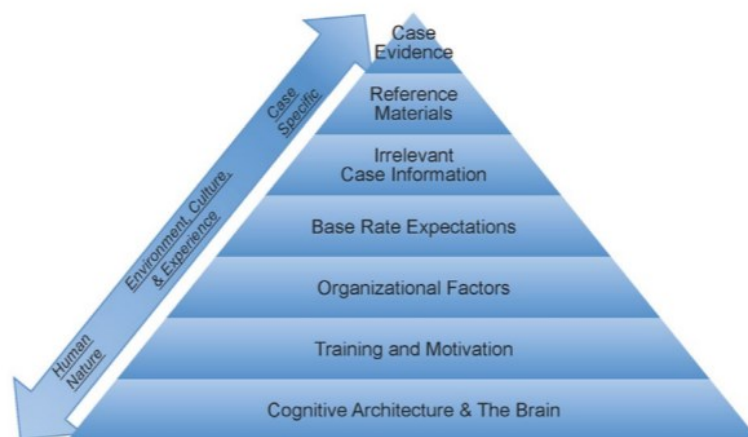 Case
Evidence
Reference
Materials
Irrelevant
Case Information
Base Rate Expectations
Organizational Factors
Training and Motivation
Cognitive Architecture & The Brain
Case
Specific
Environment, Culture,
& Experience
Human
Nature